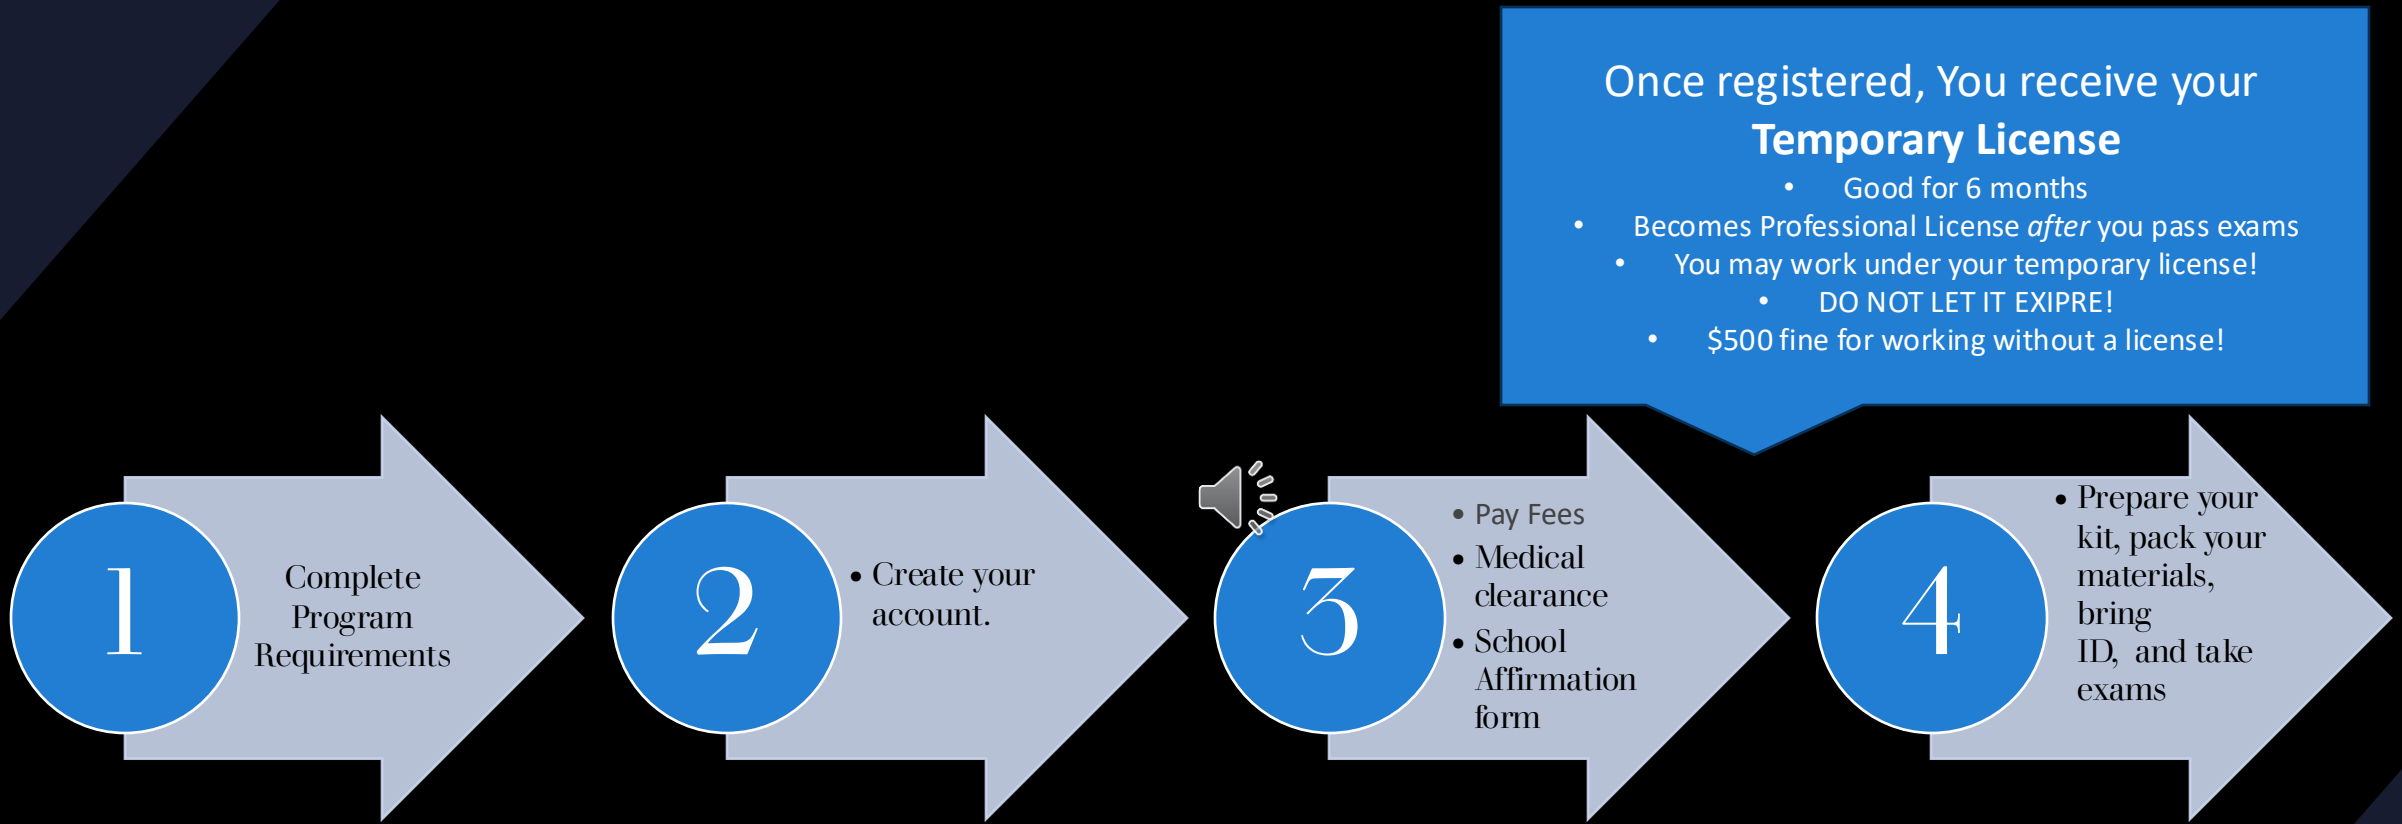 Once registered, You receive your
Temporary License
• Good for 6 months
• Becomes Professional License after you pass exams
• You may work under your temporary license!
• DO NOT LET IT EXIPRE!
• $500 fine for working without a license!
1
Complete
Program
Requirements
2
• Create your
account.
3
• Pay Fees
• Medical
clearance
• School
Affirmation
form
4
• Prepare your
kit, pack your
materials,
bring
ID, and take
exams